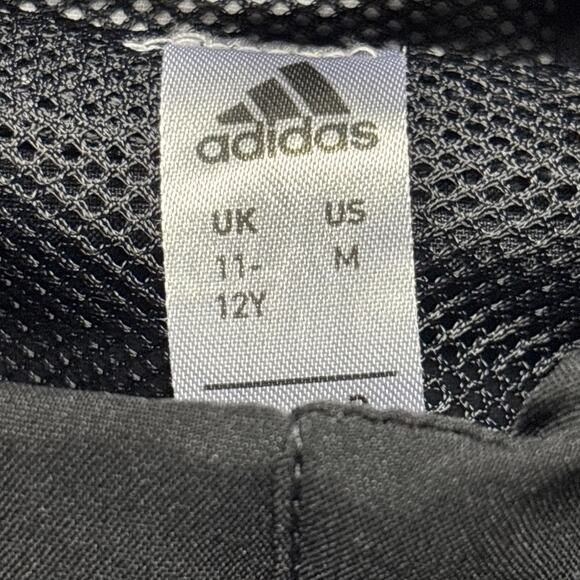 adidas
UK US
11- M
12Y